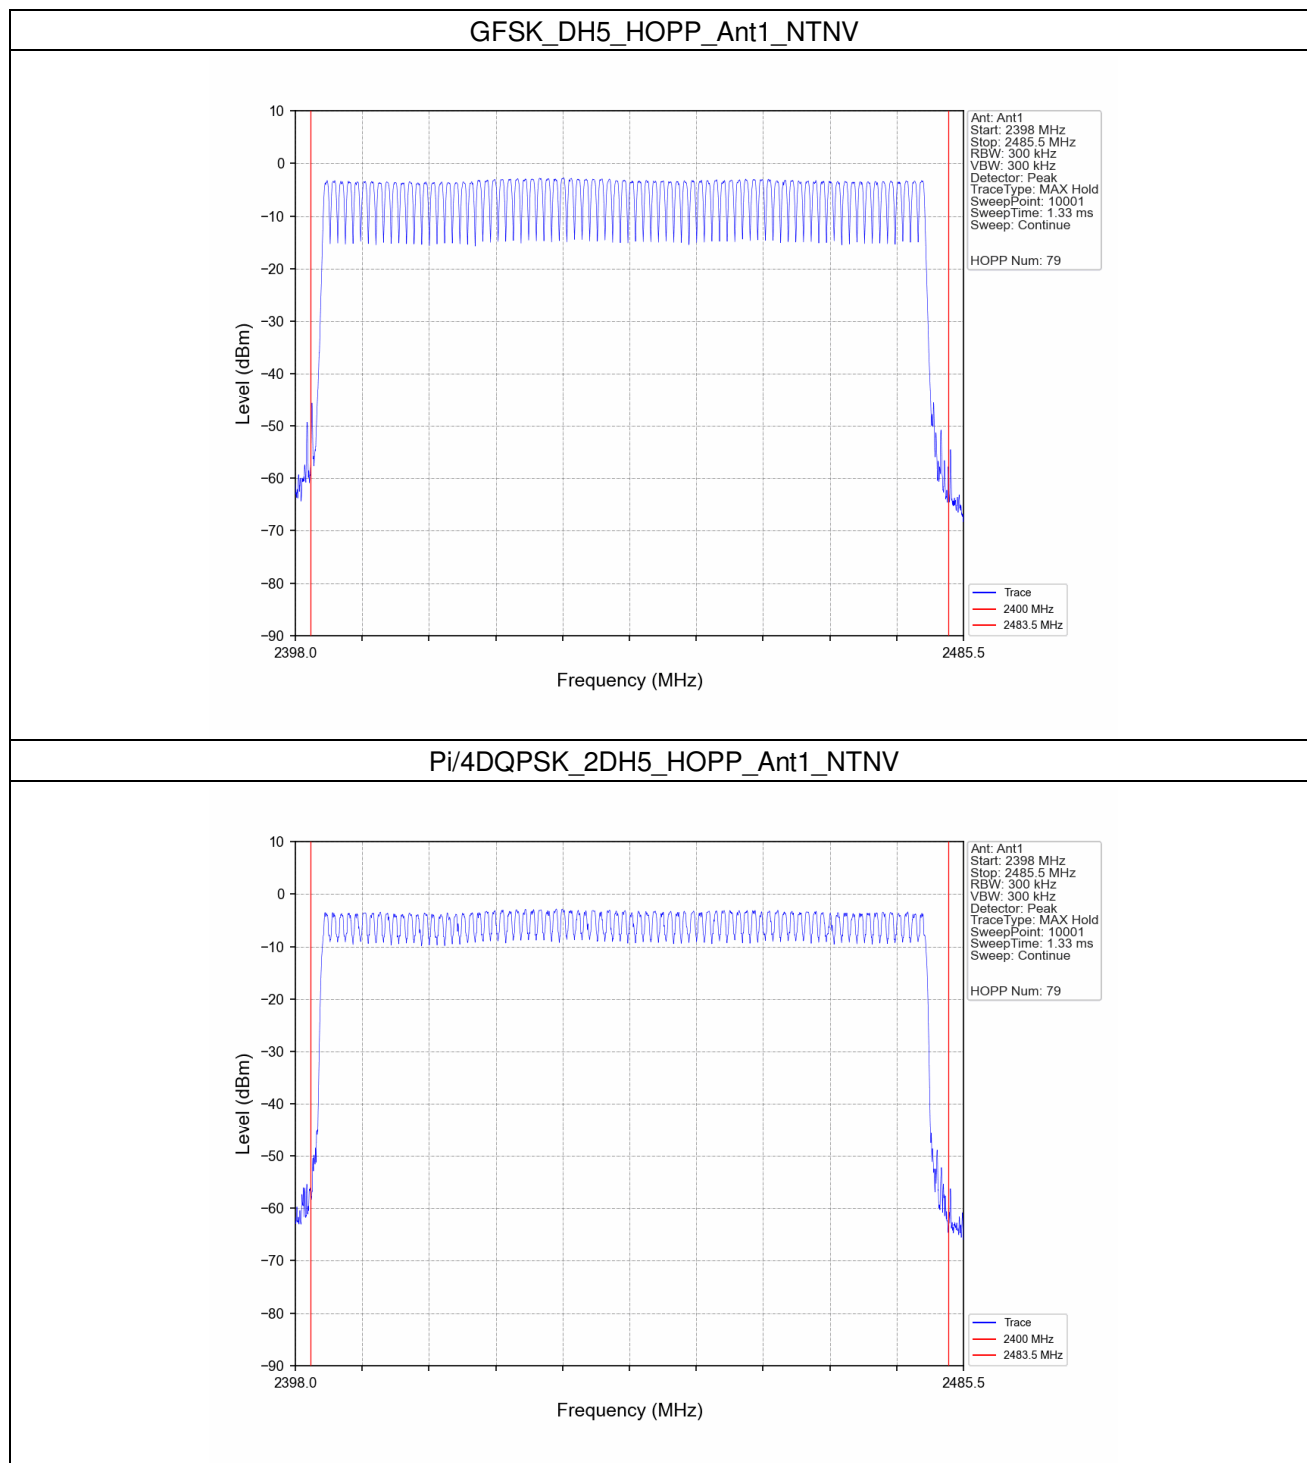 GFSK_DH5_HOPP_Ant1_NTNV
10
0
−10
−20
−30
−40
−50
−60
−70
−80
−90
Level (dBm)
2398.0
2485.5
Frequency (MHz)
Ant: Ant1
Start: 2398 MHz
Stop: 2485.5 MHz
RBW: 300 kHz
VBW: 300 kHz
Detector: Peak
TraceType: MAX Hold
SweepPoint: 10001
SweepTime: 1.33 ms
Sweep: Continue
HOPP Num: 79
Trace
2400 MHz
2483.5 MHz
Pi/4DQPSK_2DH5_HOPP_Ant1_NTNV
10
0
−10
−20
−30
−40
−50
−60
−70
−80
−90
Level (dBm)
2398.0
2485.5
Frequency (MHz)
Ant: Ant1
Start: 2398 MHz
Stop: 2485.5 MHz
RBW: 300 kHz
VBW: 300 kHz
Detector: Peak
TraceType: MAX Hold
SweepPoint: 10001
SweepTime: 1.33 ms
Sweep: Continue
HOPP Num: 79
Trace
2400 MHz
2483.5 MHz